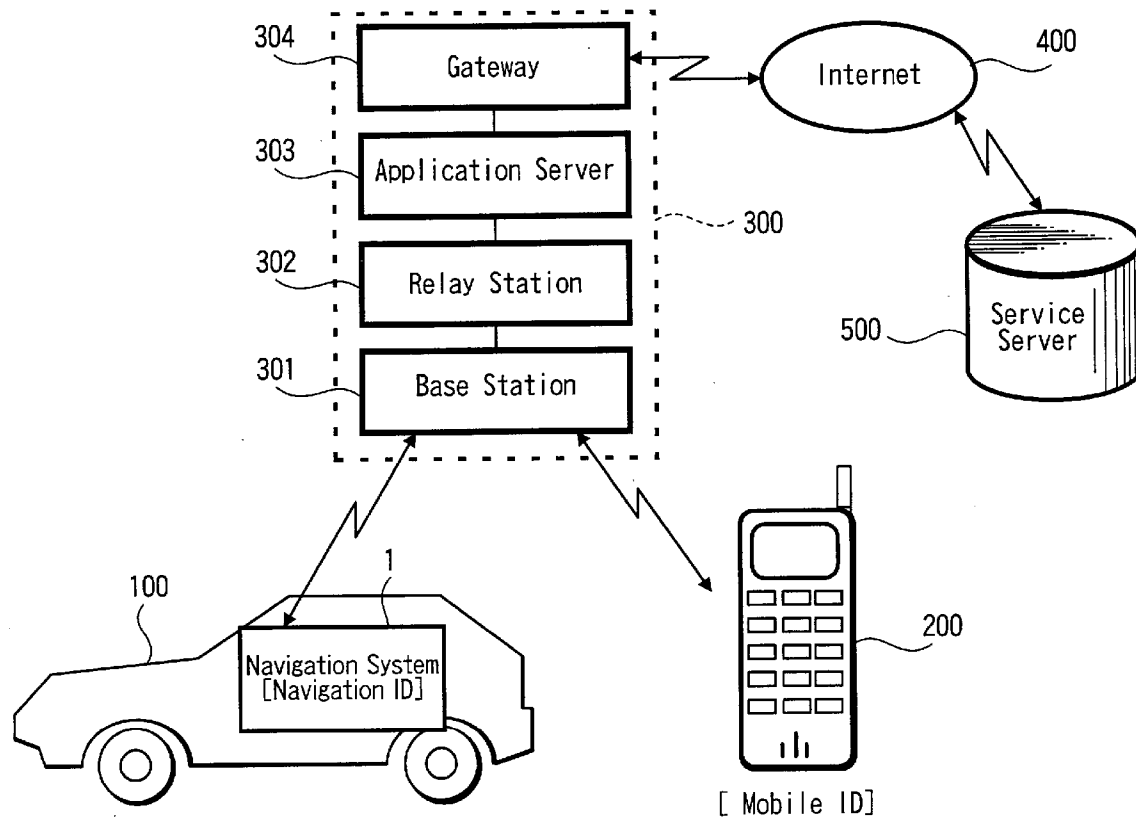 304
Gateway
Internet
400
303
Application Server
300
302
Relay Station
500
Service
Server
301
Base Station
100
1
Navigation System
[Navigation ID]
200
[ Mobile ID]